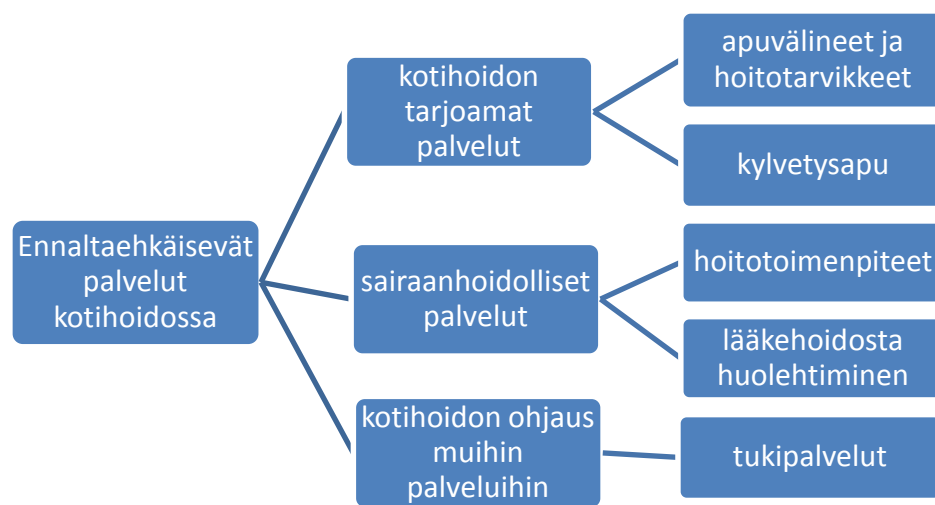 Ennaltaehkäisevät
palvelut
kotihoidossa
kotihoidon
tarjoamat
palvelut
apuvälineet ja
hoitotarvikkeet
kylvetysapu
sairaanhoidolliset
palvelut
hoitotoimenpiteet
lääkehoidosta
huolehtiminen
kotihoidon ohjaus
muihin
palveluihin
tukipalvelut